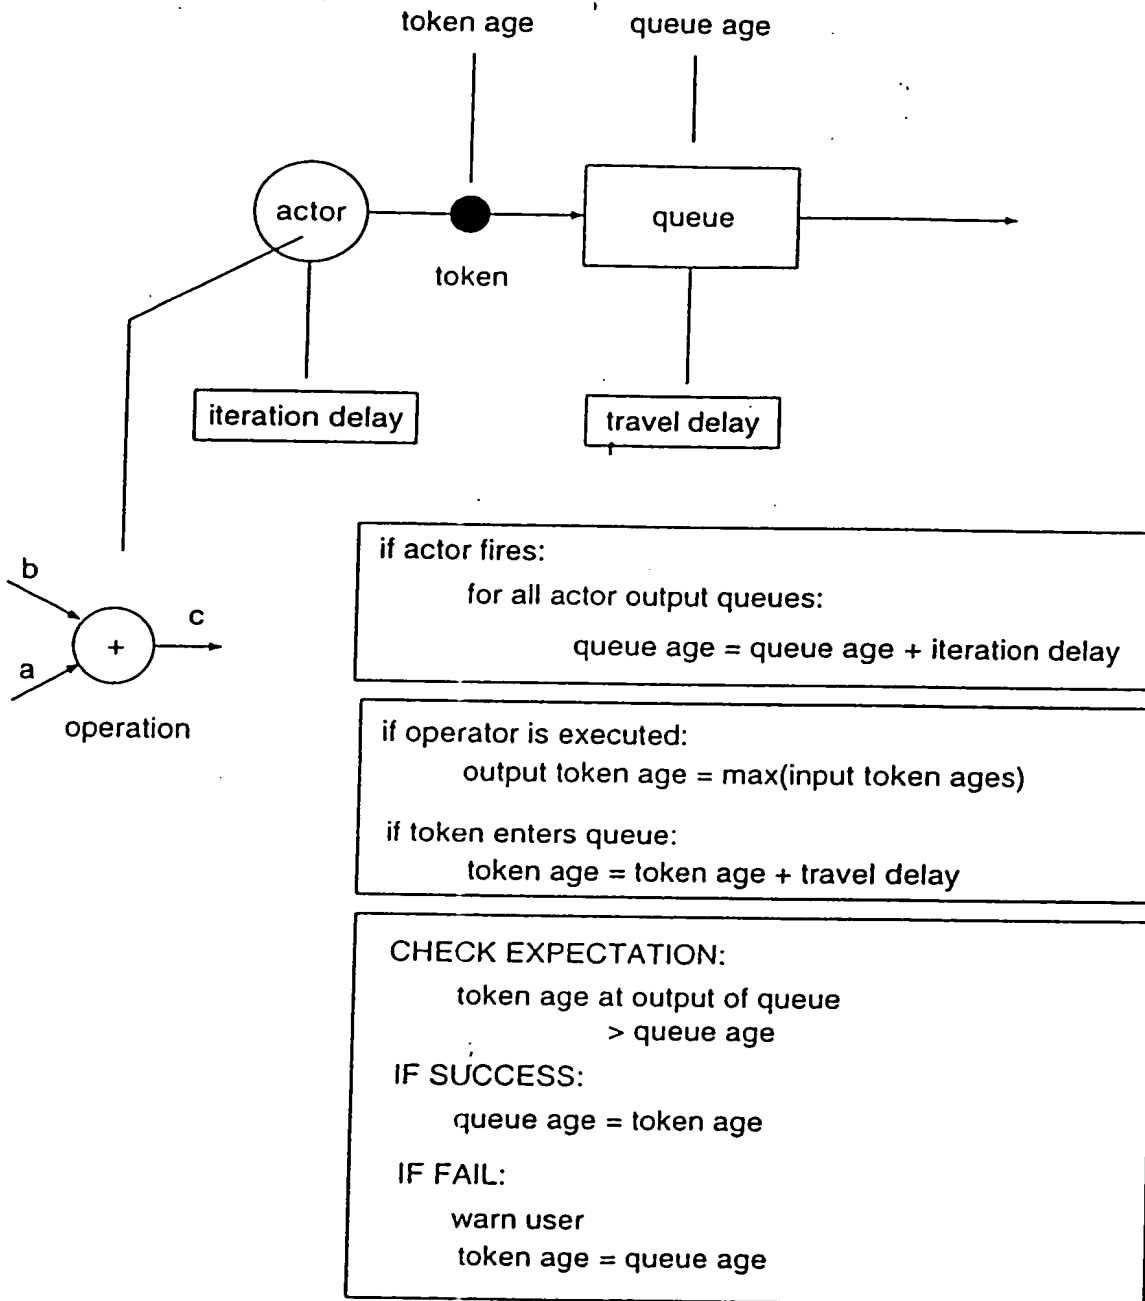 token age
queue age
actor
queue
token
iteration delay
travel delay
b
c
+
a
operation
if actor fires:
for all actor output queues:
queue age = queue age + iteration delay
if operator is executed:
output token age = max(input token ages)
if token enters queue:
token age = token age + travel delay
CHECK EXPECTATION:
token age at output of queue
> queue age
IF SUCCESS:
queue age = token age
IF FAIL:
warn user
token age = queue age